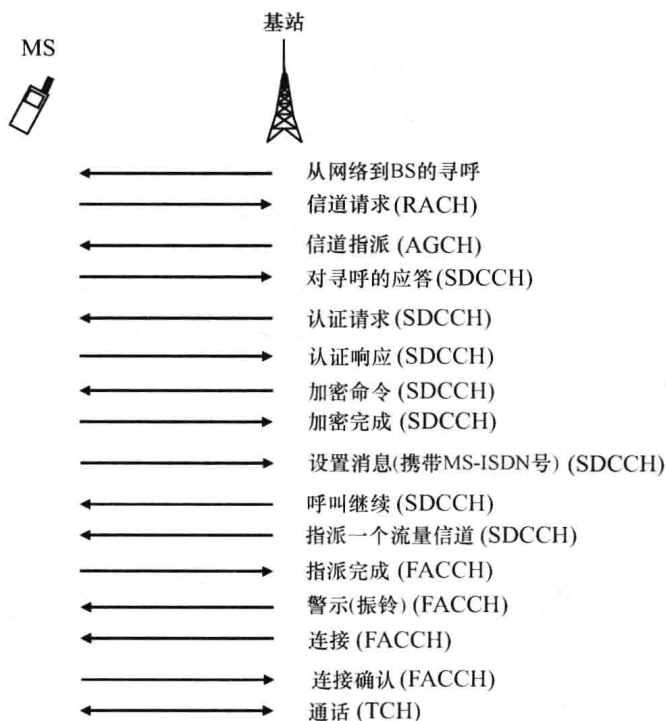 基站
MS
从网络到BS的寻呼
信道请求(RACH)
信道指派(AGCH)
对寻呼的应答(SDCCH)
认证请求(SDCCH)
认证响应(SDCCH)
加密命令(SDCCH)
加密完成(SDCCH)
设置消息(携带MS-ISDN号) (SDCCH)
呼叫继续(SDCCH)
指派一个流量信道(SDCCH)
指派完成(FACCH)
警示(振铃)(FACCH)
连接(FACCH)
连接确认(FACCH)
通话(TCH)